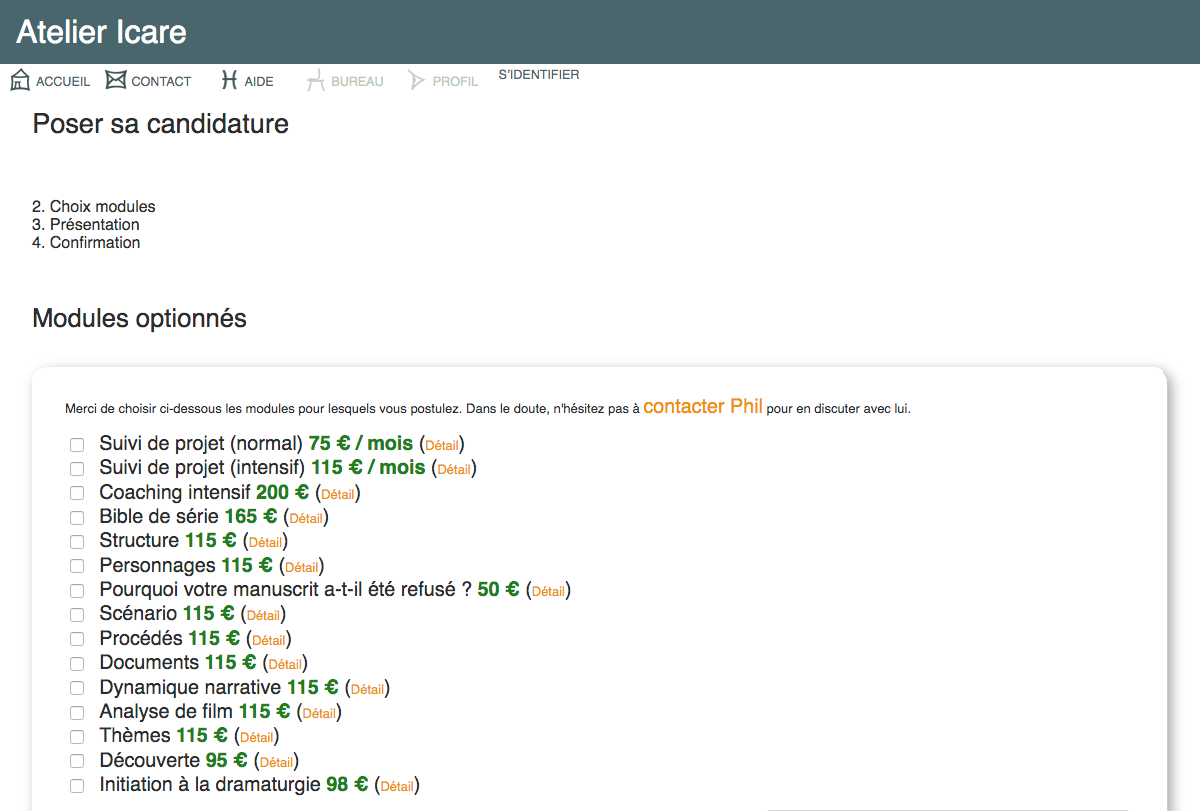 Atelier Icare
ACCUEIL CONTACT AIDE BUREAU PROFIL S'IDENTIFIER
Poser sa candidature
2. Choix modules
3. Présentation
4. Confirmation
Modules optionnés
Merci de choisir ci-dessous les modules pour lesquels vous postulez. Dans le doute, n'hésitez pas à contacter Phil pour en discuter avec lui.
Suivi de projet (normal) 75 € / mois (Détail)
Suivi de projet (intensif) 115 € / mois (Détail)
Coaching intensif 200 € (Détail)
Bible de série 165 € (Détail)
Structure 115 € (Détail)
Personnages 115 € (Détail)
Pourquoi votre manuscrit a-t-il été refusé ? 50 € (Détail)
Scénario 115 € (Détail)
Procédés 115 € (Détail)
Documents 115 € (Détail)
Dynamique narrative 115 € (Détail)
Analyse de film 115 € (Détail)
Thèmes 115 € (Détail)
Découverte 95 € (Détail)
Initiation à la dramaturgie 98 € (Détail)